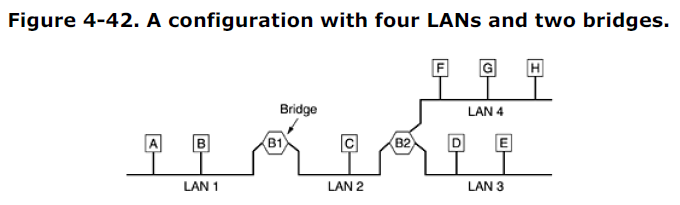 Figure 4-42. A configuration with four LANs and two bridges.
F G H
Bridge
LAN 4
A B B1 C B2 D E
LAN 1 LAN 2 LAN 3